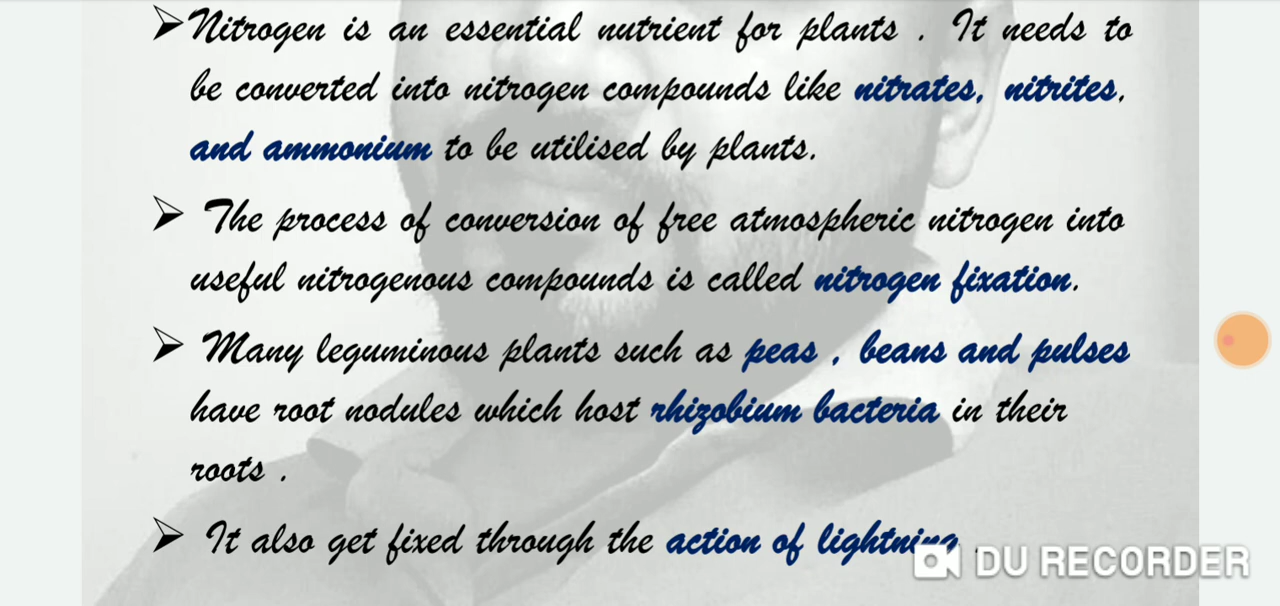 ➢Nitrogen is an essential nutrient for plants . It needs to
be converted into nitrogen compounds like nitrates, nitrites,
and ammonium to be utilised by plants.
➢ The process of conversion of free atmospheric nitrogen into
useful nitrogenous compounds is called nitrogen fixation.
➢ Many leguminous plants such as peas , beans and pulses
have root nodules which host rhizobium bacteria in their
roots .
➢ It also get fixed through the action of lightning .
DU RECORDER